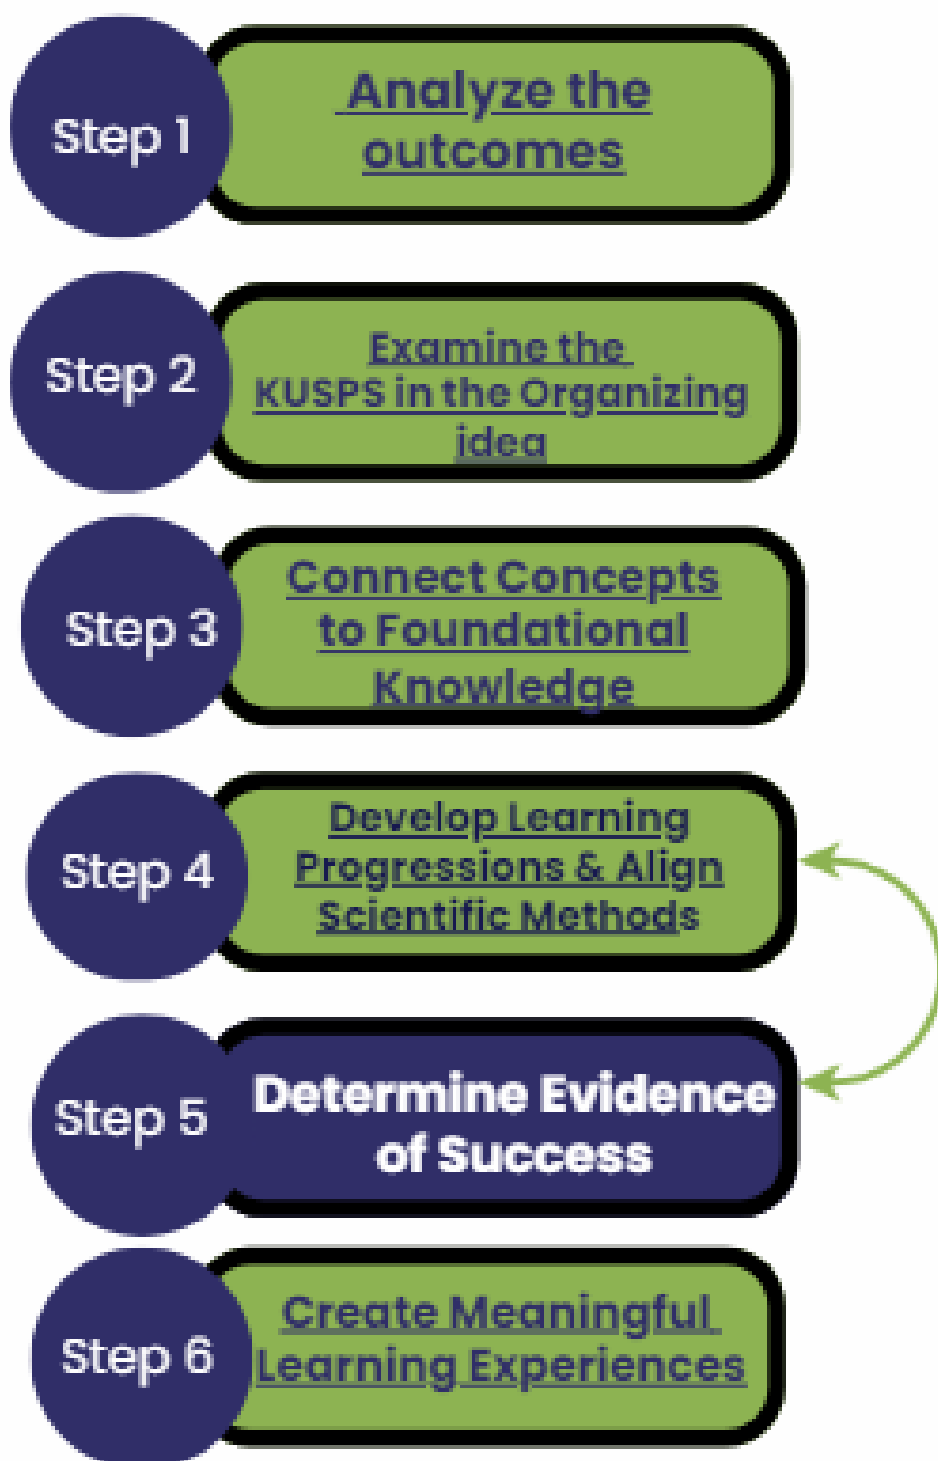 Step 1
Analyze the
outcomes
Step 2
Examine the
KUSPS in the Organizing
idea
Step 3
Connect Concepts
to Foundational
Knowledge
Step 4
Develop Learning
Progressions & Align
Scientific Methods
Step 5
Determine Evidence
of Success
Step 6
Create Meaningful
Learning Experiences